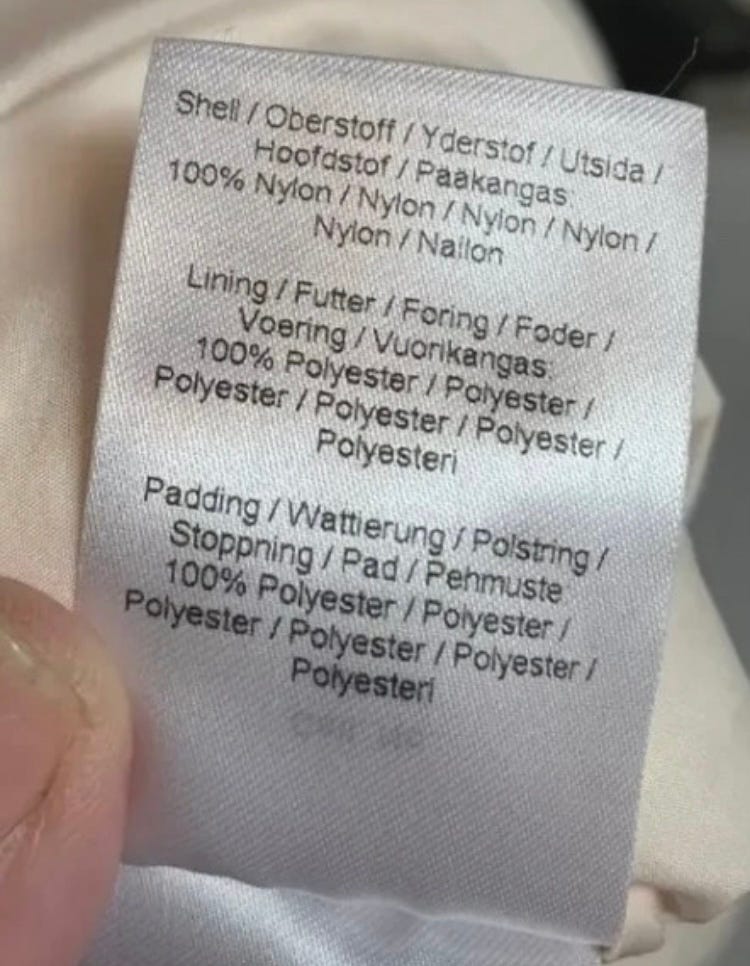 Shell / Oberstoff / Yderstof / Utsida /
Hoofdstof / Paakangas:
100% Nylon / Nylon / Nylon / Nylon /
Nylon / Nailon
Lining / Futter / Foring / Foder /
Voering / Vuorikangas:
100% Polyester / Polyester /
Polyester / Polyester / Polyester /
Polyesteri
Padding / Wattierung / Polstring /
Stoppning / Pad / Pehmuste
100% Polyester / Polyester /
Polyester / Polyester / Polyester /
Polyesteri